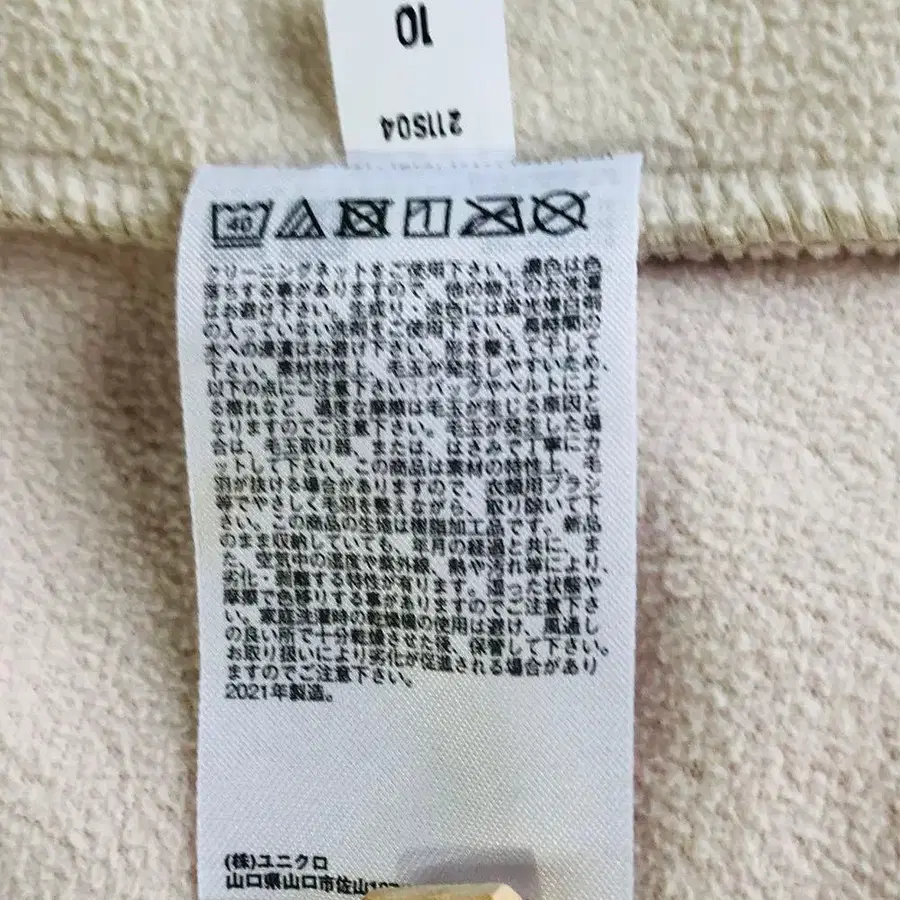 10
211S04
40
クリーニングネットをご使用下さい。濃色は色
落ちする事がありますので、他の物とのお洗濯
はお避け下さい。生成り・淡色には蛍光増白剤
の入っていない洗剤をご使用下さい。長時間の
水への浸漬はお避け下さい。形を整えて干して
下さい。素材特性上、毛玉が発生しやすいため、
以下の点にご注意下さい！バッグやベルトによ
る擦れなど、過度な摩擦は毛玉が生じる原因と
なりますのでご注意下さい。毛玉が発生した場
合は、毛玉取り器、または、はさみで丁寧にカ
ットして下さい。この商品は素材の特性上、毛
羽が抜ける場合がありますので、衣類用ブラシ
等でやさしく毛羽を整えながら、取り除いて下
さい。この商品の生地は樹脂加工品です。新品
のまま収納していても、年月の経過と共に、ま
た、空気中の湿度や紫外線、熱や汚れ等により、
劣化・剥離する特性が有ります。湿った状態や
摩擦で色移りする事がありますのでご注意下さ
い。家庭洗濯時の乾燥機の使用は避け、風通し
の良い所で十分乾燥させた後、保管して下さい。
お取り扱いにより劣化が促進される場合があり
ますのでご注意下さい。
2021年製造。
(株)ユニクロ
山口県山口市佐山